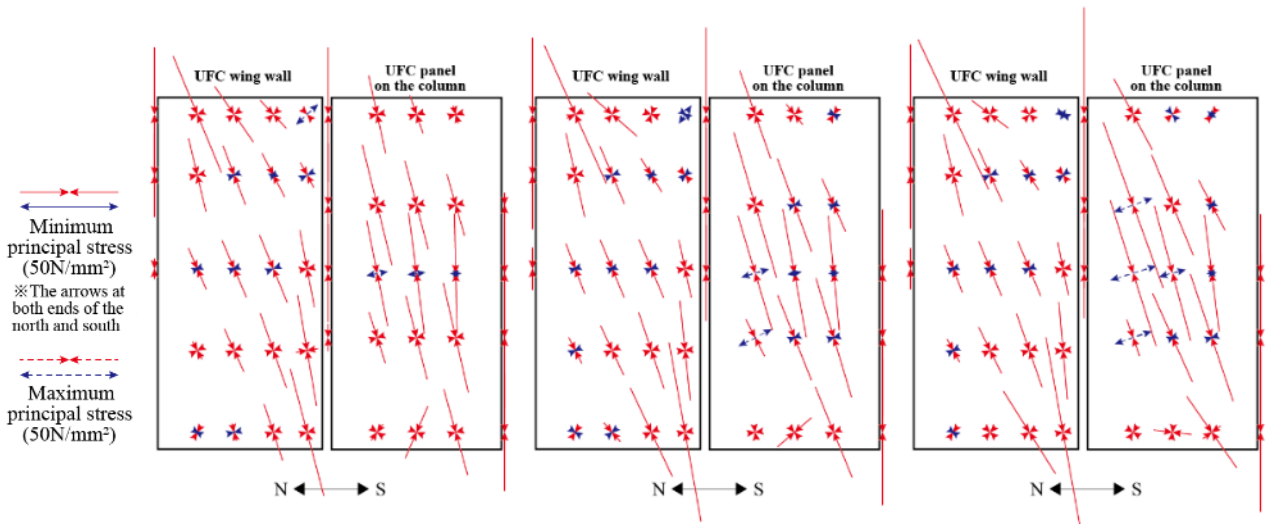 UFC wing wall
UFC panel
on the column
UFC wing wall
UFC panel
on the column
UFC wing wall
UFC panel
on the column
Minimum
principal stress
(50N/mm²)
※The arrows at
both ends of the
north and south
Maximum
principal stress
(50N/mm²)
N S
N S
N S